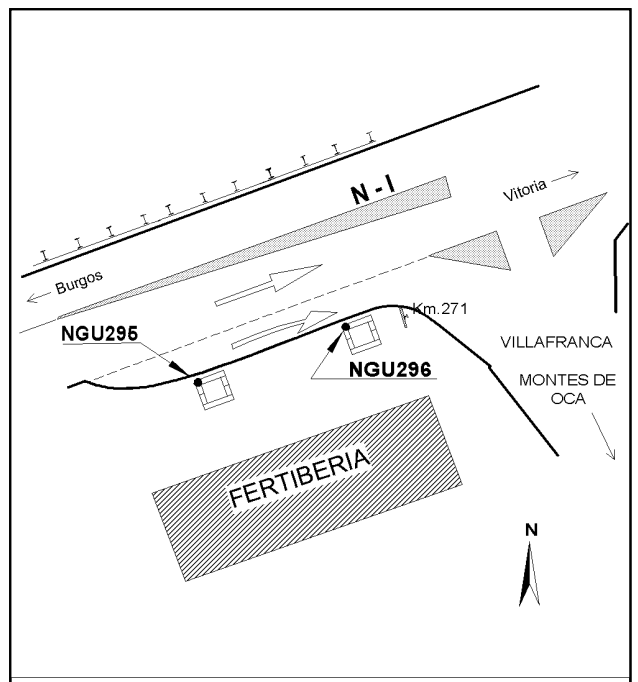 N - I
Vitoria
Burgos
Km.271
NGU295
VILLAFRANCA
NGU296
MONTES DE
OCA
FERTIBERIA
N